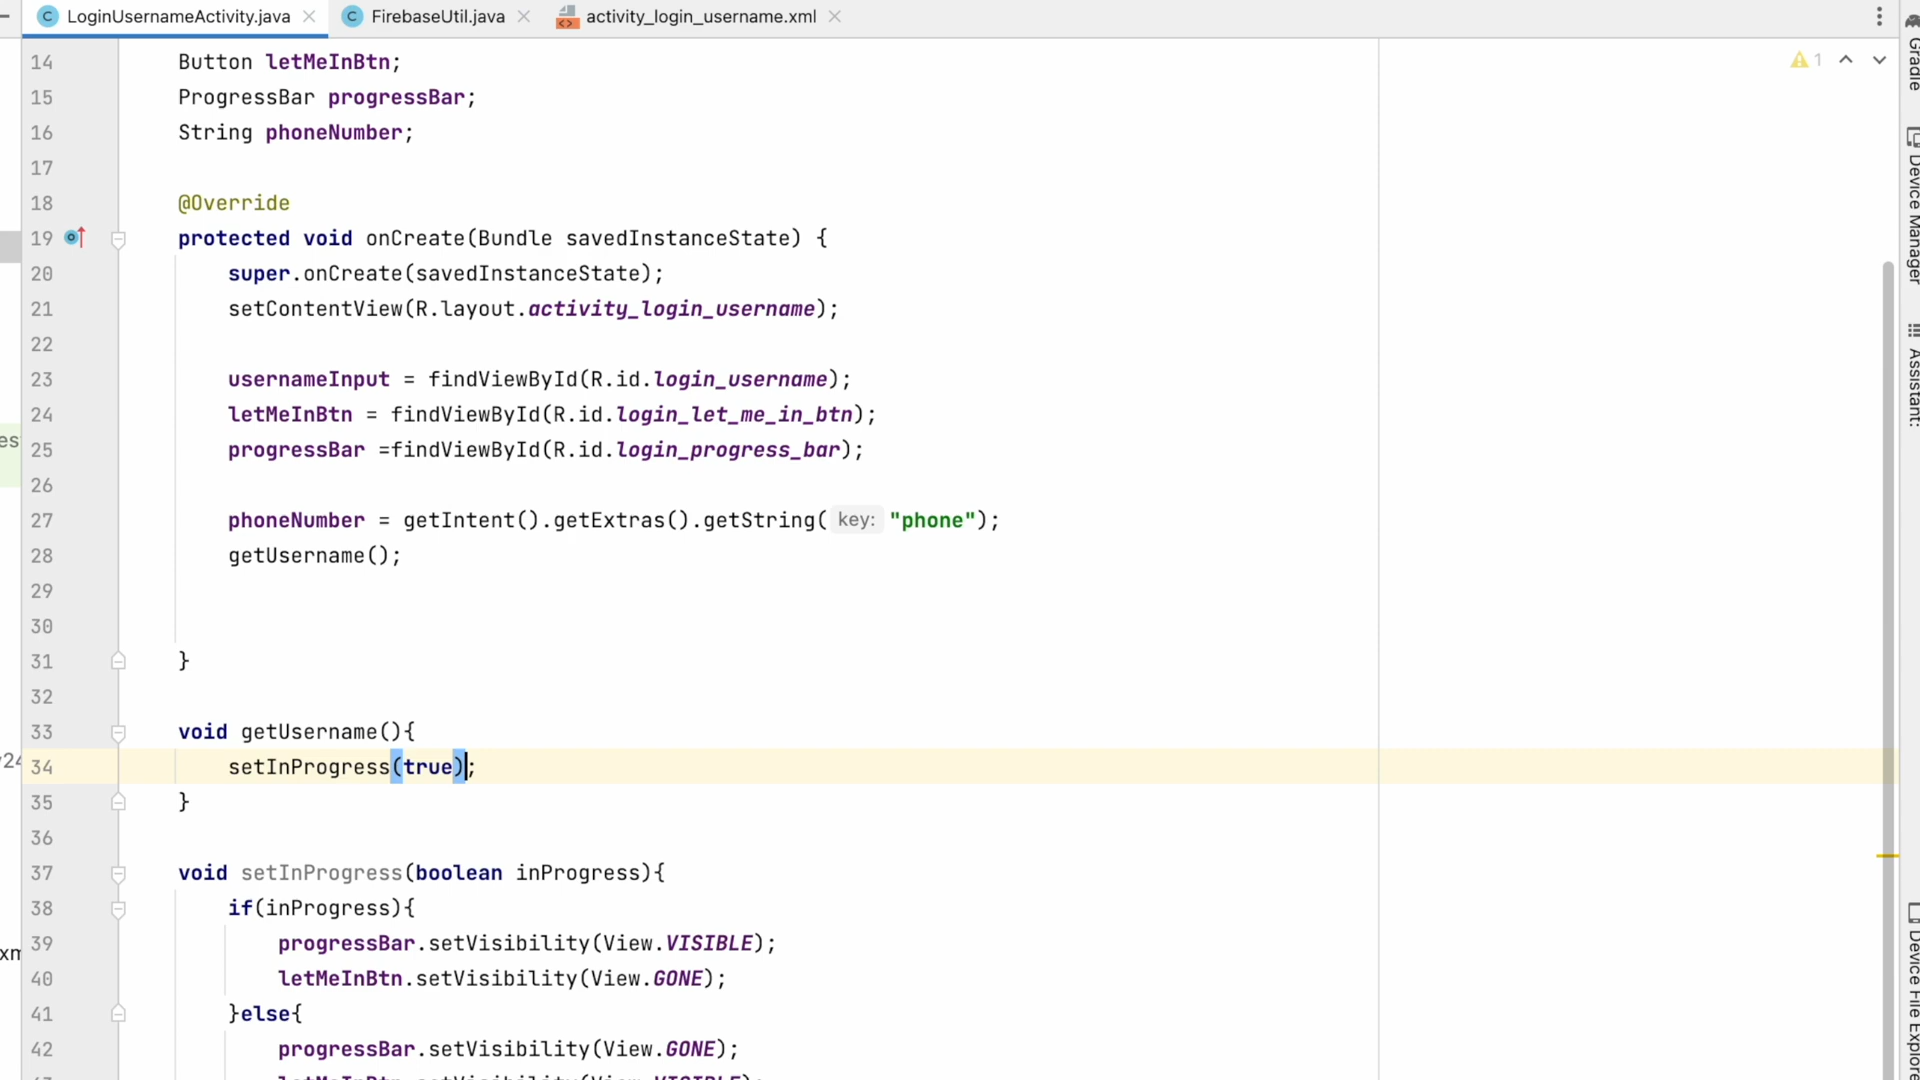 LoginUsernameActivity.java FirebaseUtil.java activity_login_username.xml
14 Button letMeInBtn;
1
15 ProgressBar progressBar;
16 String phoneNumber;
17
18 @Override
19 protected void onCreate(Bundle savedInstanceState) {
20 super.onCreate(savedInstanceState);
21 setContentView(R.layout.activity_login_username);
22
23 usernameInput = findViewById(R.id.login_username);
24 letMeInBtn = findViewById(R.id.login_let_me_in_btn);
25 progressBar =findViewById(R.id.login_progress_bar);
26
27 phoneNumber = getIntent().getExtras().getString( key: "phone");
28 getUsername();
29
30
31 }
32
33 void getUsername(){
34 setInProgress(true);
35 }
36
37 void setInProgress(boolean inProgress){
38 if(inProgress){
39 progressBar.setVisibility(View.VISIBLE);
40 letMeInBtn.setVisibility(View.GONE);
41 }else{
42 progressBar.setVisibility(View.GONE);
Gradle
Device Manager
Assistant:
Device File Explorer